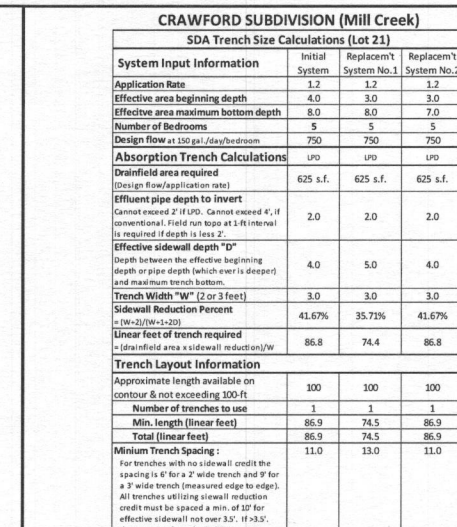 CRAWFORD SUBDIVISION (Mill Creek)
SDA Trench Size Calculations (Lot 21)
System Input Information Initial System Replacem't System No.1 Replacem't System No.2
Application Rate 1.2 1.2 1.2
Effective area beginning depth 4.0 3.0 3.0
Effecitve area maximum bottom depth 8.0 8.0 7.0
Number of Bedrooms 5 5 5
Design flow at 150 gal./day/bedroom 750 750 750
Absorption Trench Calculations LPD LPD LPD
Drainfield area required
(Design flow/application rate) 625 s.f. 625 s.f. 625 s.f.
Effluent pipe depth to invert
Cannot exceed 2' if LPD. Cannot exceed 4', if
conventional. Field run topo at 1-ft interval
is required if depth is less 2'. 2.0 2.0 2.0
Effective sidewall depth "D"
Depth between the effective beginning
depth or pipe depth (which ever is deeper)
and maximum trench bottom. 4.0 5.0 4.0
Trench Width "W" (2 or 3 feet) 3.0 3.0 3.0
Sidewall Reduction Percent
= (W+2)/(W+1+2D) 41.67% 35.71% 41.67%
Linear feet of trench required
= (drainfield area x sidewall reduction)/W 86.8 74.4 86.8
Trench Layout Information
Approximate length available on
contour & not exceeding 100-ft 100 100 100
Number of trenches to use 1 1 1
Min. length (linear feet) 86.9 74.5 86.9
Total (linear feet) 86.9 74.5 86.9
Minium Trench Spacing : 11.0 13.0 11.0
For trenches with no sidewall credit the
spacing is 6' for a 2' wide trench and 9' for
a 3' wide trench (measured edge to edge).
All trenches utilizing siewall reduction
credit must be spaced a min. of 10' for
effective sidewall not over 3.5'. If >3.5'.